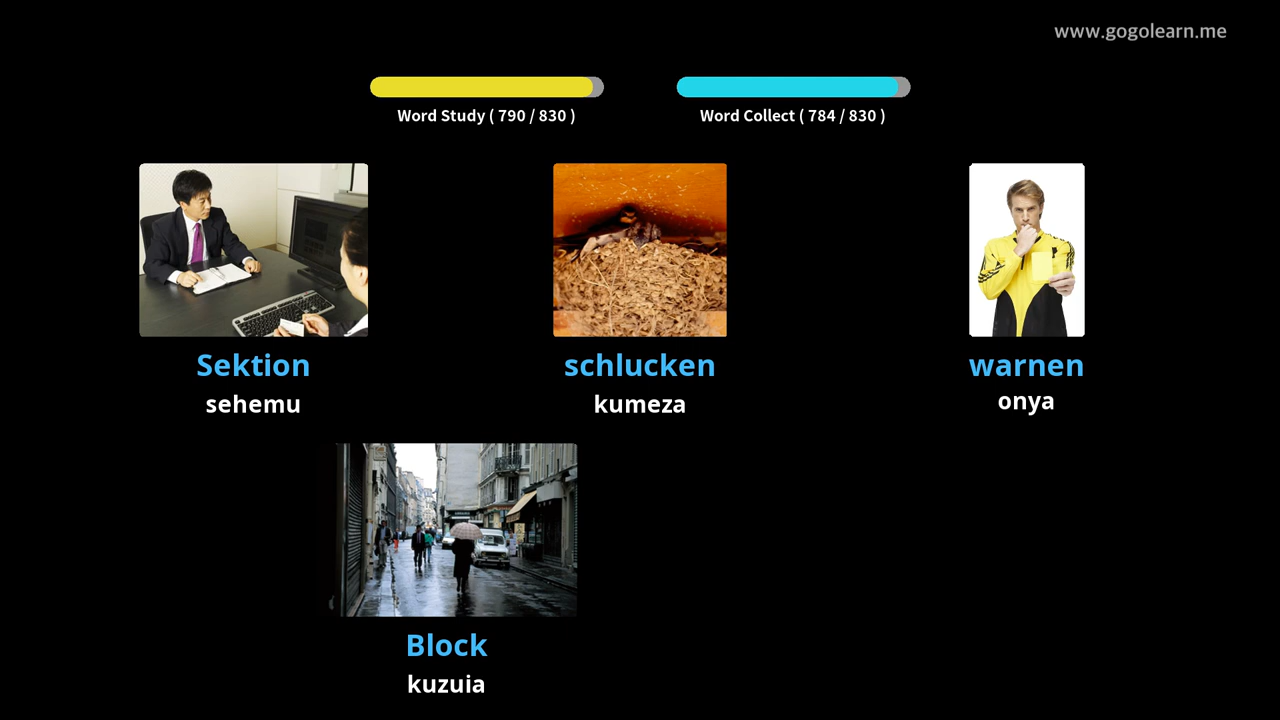 www.gogolearn.me
Word Study ( 790 / 830 )
Word Collect ( 784 / 830 )
Sektion
sehemu
schlucken
kumeza
warnen
onya
Block
kuzuia